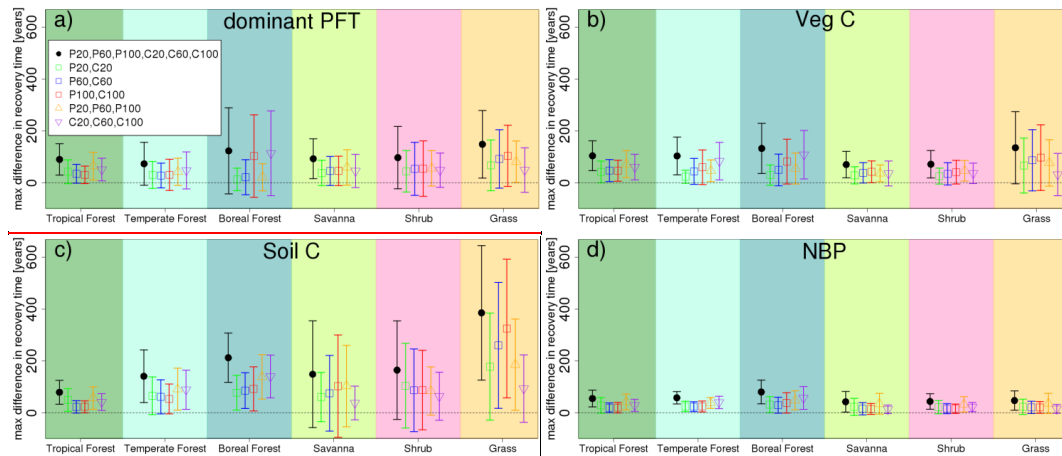 a) dominant PFT
max difference in recovery time [years]
600
400
200
0
P20,P60,P100,C20,C60,C100
P20,C20
P60,C60
P100,C100
P20,P60,P100
C20,C60,C100
Tropical Forest Temperate Forest Boreal Forest Savanna Shrub Grass
b) Veg C
max difference in recovery time [years]
600
400
200
0
Tropical Forest Temperate Forest Boreal Forest Savanna Shrub Grass
c) Soil C
max difference in recovery time [years]
600
400
200
0
Tropical Forest Temperate Forest Boreal Forest Savanna Shrub Grass
d) NBP
max difference in recovery time [years]
600
400
200
0
Tropical Forest Temperate Forest Boreal Forest Savanna Shrub Grass